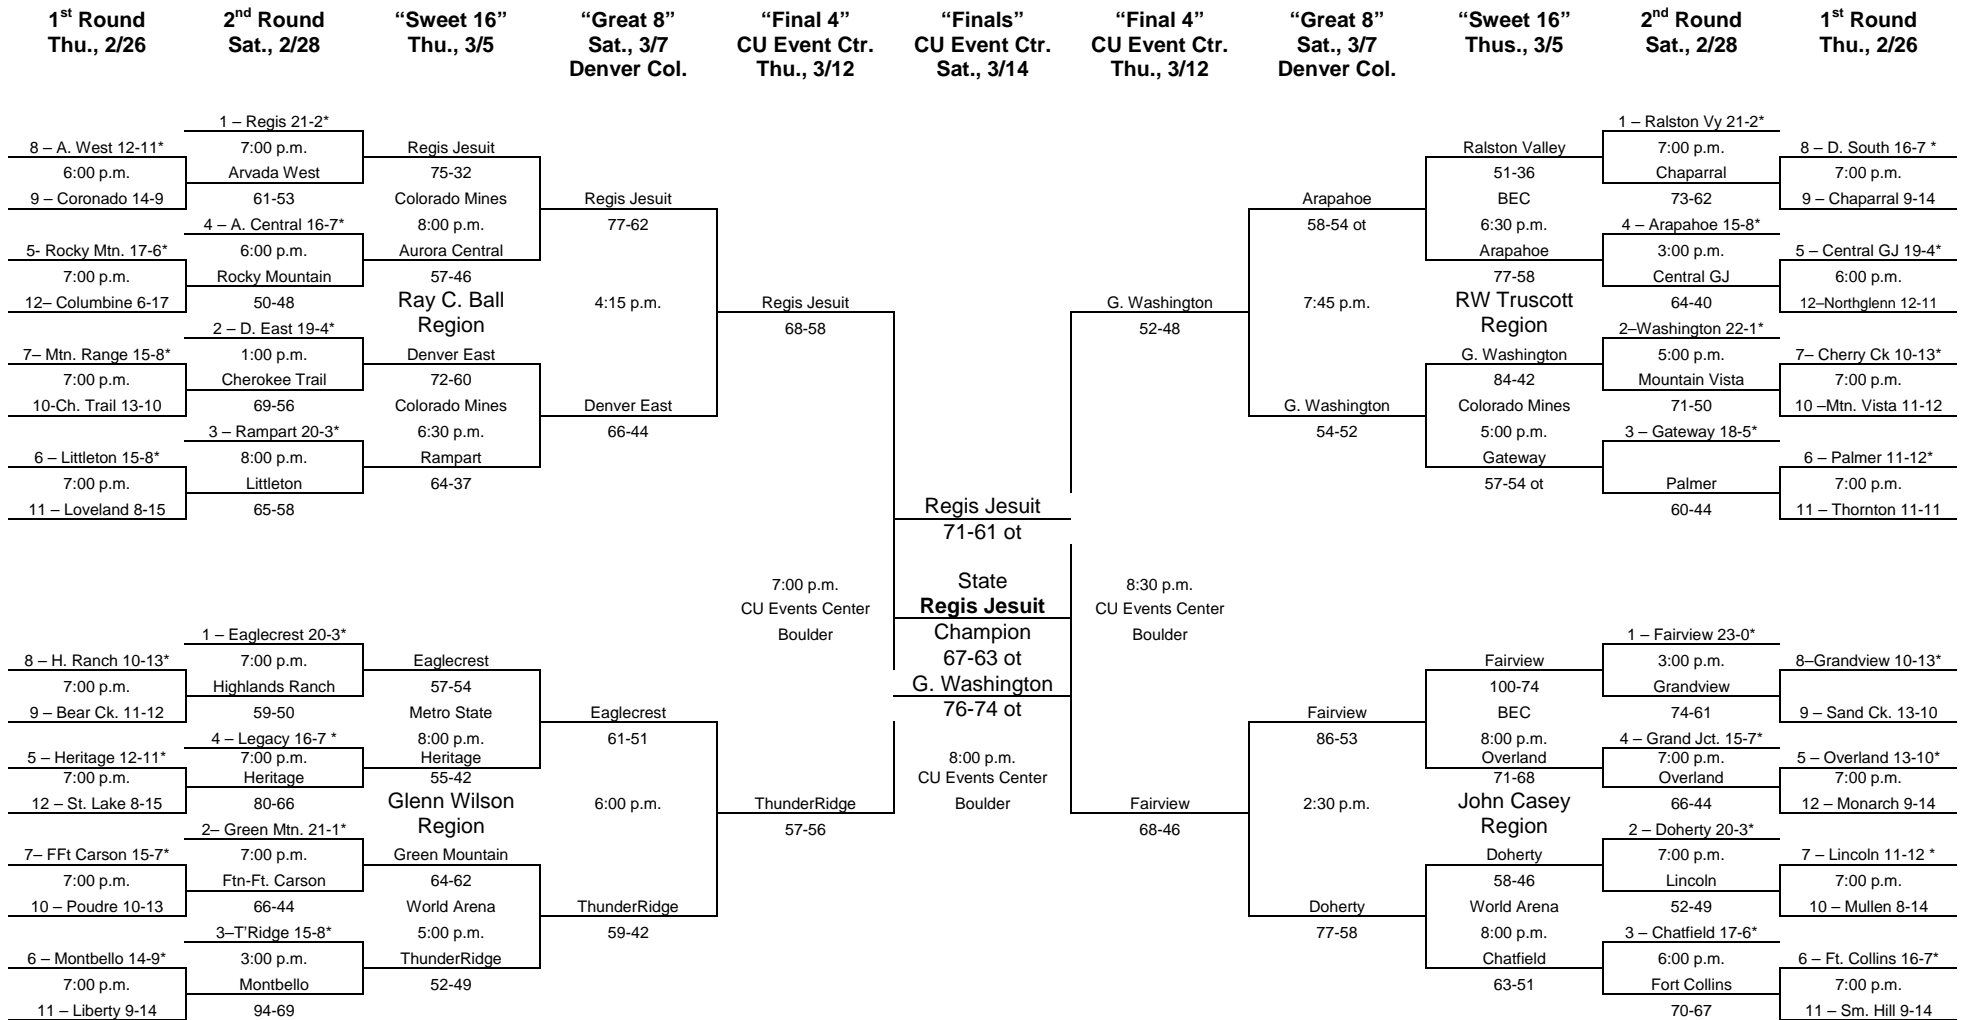 1st Round
Thu., 2/26
2nd Round
Sat., 2/28
“Sweet 16”
Thu., 3/5
“Great 8”
Sat., 3/7
Denver Col.
“Final 4”
CU Event Ctr.
Thu., 3/12
“Finals”
CU Event Ctr.
Sat., 3/14
“Final 4”
CU Event Ctr.
Thu., 3/12
“Great 8”
Sat., 3/7
Denver Col.
“Sweet 16”
Thus., 3/5
2nd Round
Sat., 2/28
1st Round
Thu., 2/26
8 – A. West 12-11*
6:00 p.m.
9 – Coronado 14-9
5- Rocky Mtn. 17-6*
7:00 p.m.
12– Columbine 6-17
7– Mtn. Range 15-8*
7:00 p.m.
10-Ch. Trail 13-10
6 – Littleton 15-8*
7:00 p.m.
11 – Loveland 8-15
8 – H. Ranch 10-13*
7:00 p.m.
9 – Bear Ck. 11-12
5 – Heritage 12-11*
7:00 p.m.
12 – St. Lake 8-15
7– FFt Carson 15-7*
7:00 p.m.
10 – Poudre 10-13
6 – Montbello 14-9*
7:00 p.m.
11 – Liberty 9-14
1 – Regis 21-2*
7:00 p.m.
Arvada West
61-53
4 – A. Central 16-7*
6:00 p.m.
Rocky Mountain
50-48
2 – D. East 19-4*
1:00 p.m.
Cherokee Trail
69-56
3 – Rampart 20-3*
8:00 p.m.
Littleton
65-58
1 – Eaglecrest 20-3*
7:00 p.m.
Highlands Ranch
59-50
4 – Legacy 16-7 *
7:00 p.m.
Heritage
80-66
2– Green Mtn. 21-1*
7:00 p.m.
Ftn-Ft. Carson
66-44
3–T’Ridge 15-8*
3:00 p.m.
Montbello
94-69
Regis Jesuit
75-32
Colorado Mines
8:00 p.m.
Aurora Central
57-46
Ray C. Ball
Region
Denver East
72-60
Colorado Mines
6:30 p.m.
Rampart
64-37
Eaglecrest
57-54
Metro State
8:00 p.m.
Heritage
55-42
Glenn Wilson
Region
Green Mountain
64-62
World Arena
5:00 p.m.
ThunderRidge
52-49
Regis Jesuit
77-62
4:15 p.m.
Denver East
66-44
Eaglecrest
61-51
6:00 p.m.
ThunderRidge
59-42
Regis Jesuit
68-58
7:00 p.m.
CU Events Center
Boulder
ThunderRidge
57-56
Regis Jesuit
71-61 ot
State
Regis Jesuit
Champion
67-63 ot
G. Washington
76-74 ot
8:00 p.m.
CU Events Center
Boulder
G. Washington
52-48
8:30 p.m.
CU Events Center
Boulder
Fairview
68-46
Arapahoe
58-54 ot
7:45 p.m.
G. Washington
54-52
Fairview
86-53
2:30 p.m.
Doherty
77-58
Ralston Valley
51-36
BEC
6:30 p.m.
Arapahoe
77-58
RW Truscott
Region
G. Washington
84-42
Colorado Mines
5:00 p.m.
Gateway
57-54 ot
Fairview
100-74
BEC
8:00 p.m.
Overland
71-68
John Casey
Region
Doherty
58-46
World Arena
8:00 p.m.
Chatfield
63-51
1 – Ralston Vy 21-2*
7:00 p.m.
Chaparral
73-62
4 – Arapahoe 15-8*
3:00 p.m.
Central GJ
64-40
2–Washington 22-1*
5:00 p.m.
Mountain Vista
71-50
3 – Gateway 18-5*
Palmer
60-44
1 – Fairview 23-0*
3:00 p.m.
Grandview
74-61
4 – Grand Jct. 15-7*
7:00 p.m.
Overland
66-44
2 – Doherty 20-3*
7:00 p.m.
Lincoln
52-49
3 – Chatfield 17-6*
6:00 p.m.
Fort Collins
70-67
8 – D. South 16-7 *
7:00 p.m.
9 – Chaparral 9-14
5 – Central GJ 19-4*
6:00 p.m.
12–Northglenn 12-11
7– Cherry Ck 10-13*
7:00 p.m.
10 –Mtn. Vista 11-12
6 – Palmer 11-12*
7:00 p.m.
11 – Thornton 11-11
8–Grandview 10-13*
7:00 p.m.
9 – Sand Ck. 13-10
5 – Overland 13-10*
7:00 p.m.
12 – Monarch 9-14
7 – Lincoln 11-12 *
7:00 p.m.
10 – Mullen 8-14
6 – Ft. Collins 16-7*
7:00 p.m.
11 – Sm. Hill 9-14